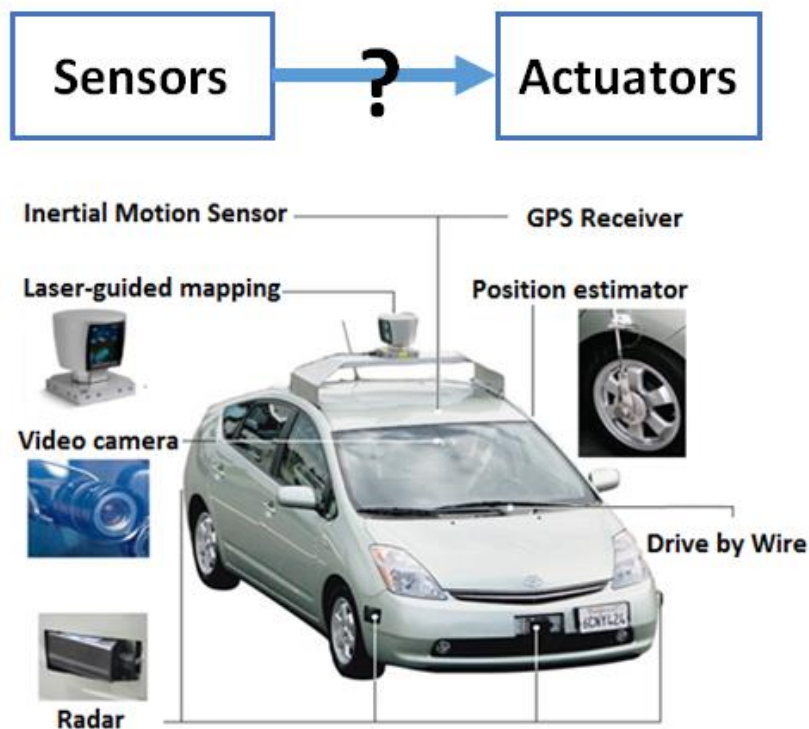 Sensors
?
Actuators
Inertial Motion Sensor
GPS Receiver
Laser-guided mapping
Position estimator
Video camera
Drive by Wire
6CNY424
Radar